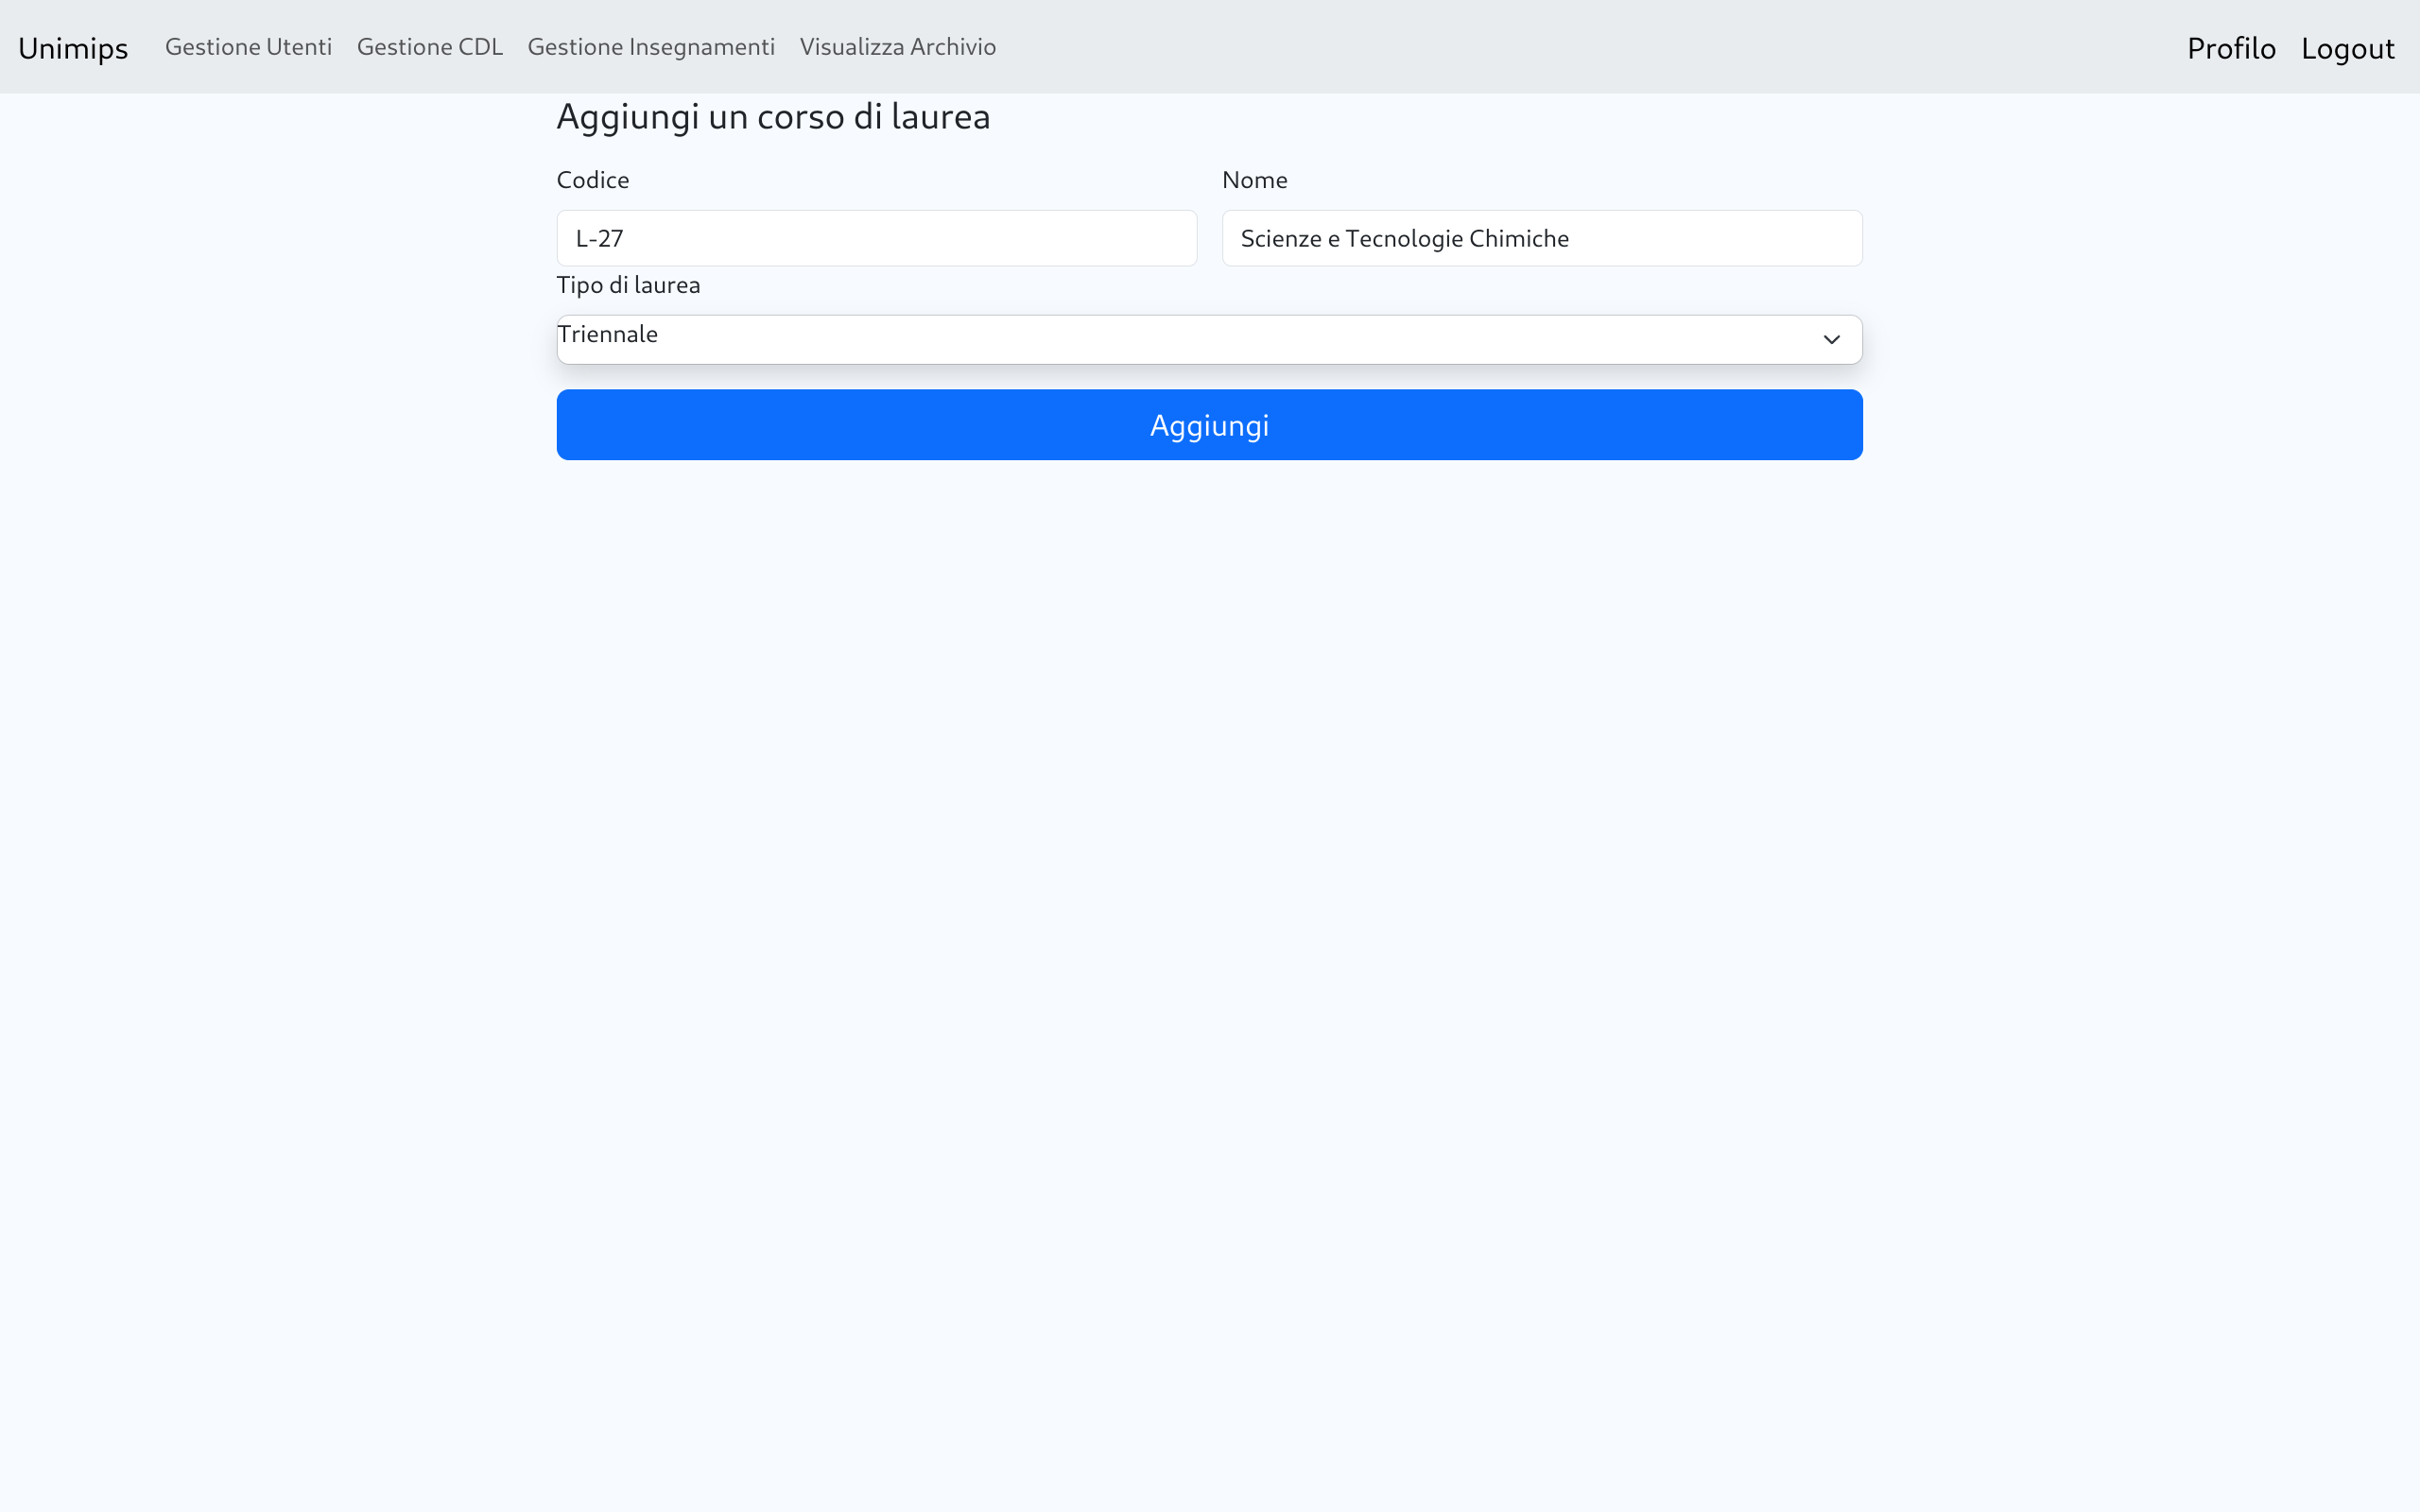 Unimips Gestione Utenti Gestione CDL Gestione Insegnamenti Visualizza Archivio Profilo Logout
Aggiungi un corso di laurea
Codice Nome
L-27 Scienze e Tecnologie Chimiche
Tipo di laurea
Triennale
Aggiungi